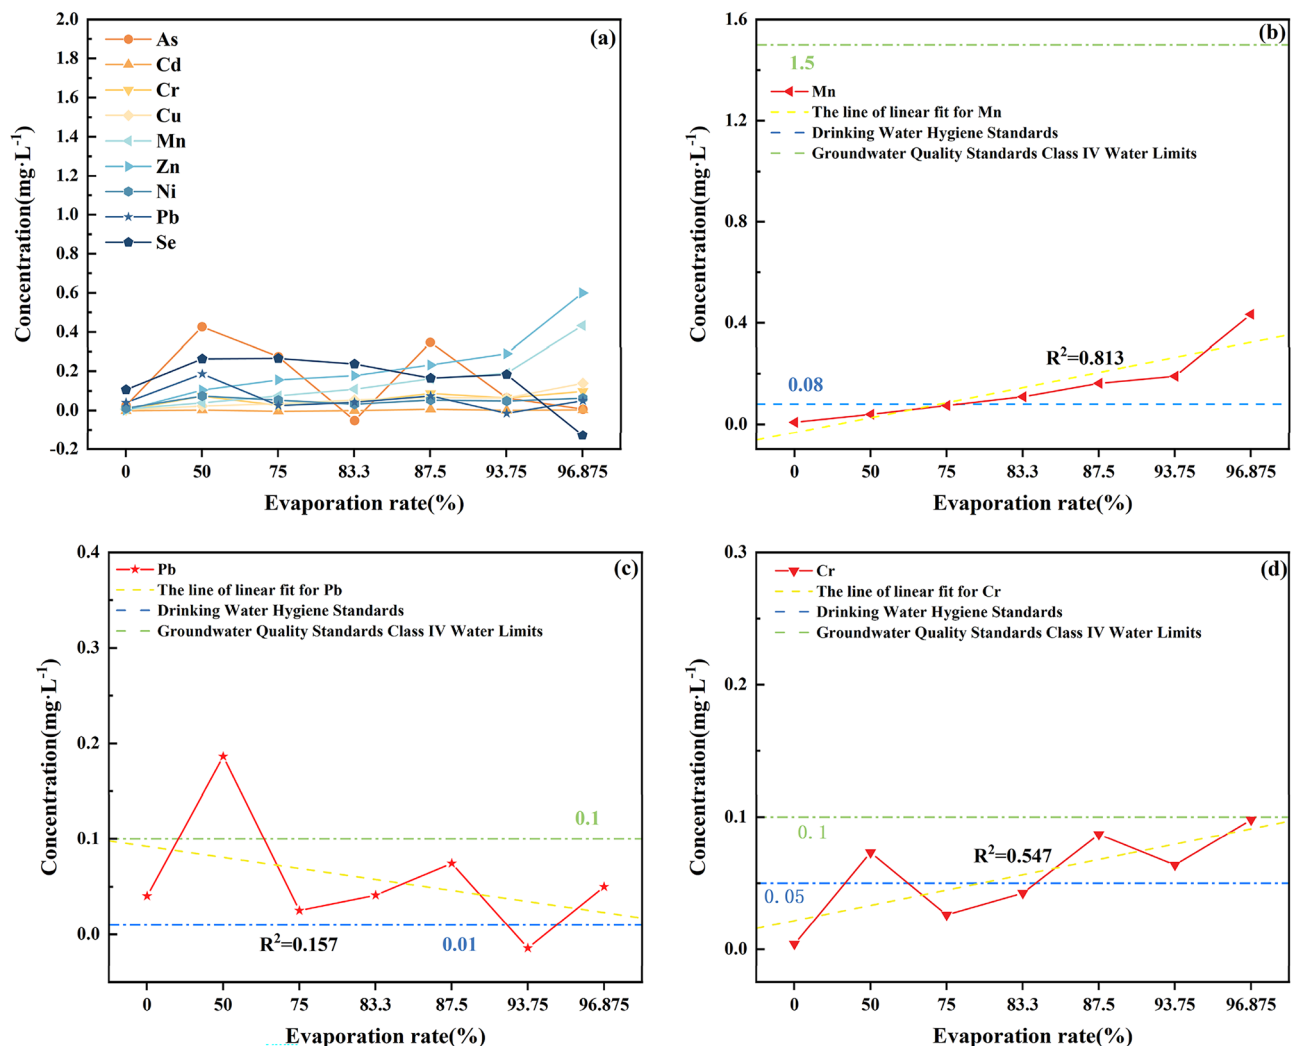 (a)
2.0
1.8
1.6
1.4
1.2
1.0
0.8
0.6
0.4
0.2
0.0
-0.2
Concentration(mg·L-1)
As
Cd
Cr
Cu
Mn
Zn
Ni
Pb
Se
0 50 75 83.3 87.5 93.75 96.875
Evaporation rate(%)
(b)
1.6
1.2
0.8
0.4
0.0
Concentration(mg·L-1)
1.5
Mn
The line of linear fit for Mn
Drinking Water Hygiene Standards
Groundwater Quality Standards Class IV Water Limits
R2=0.813
0.08
0 50 75 83.3 87.5 93.75 96.875
Evaporation rate(%)
(c)
0.4
0.3
0.2
0.1
0.0
Concentration(mg·L-1)
Pb
The line of linear fit for Pb
Drinking Water Hygiene Standards
Groundwater Quality Standards Class IV Water Limits
0.1
R2=0.157
0.01
0 50 75 83.3 87.5 93.75 96.875
Evaporation rate(%)
(d)
0.3
0.2
0.1
0.0
Concentration(mg·L-1)
Cr
The line of linear fit for Cr
Drinking Water Hygiene Standards
Groundwater Quality Standards Class IV Water Limits
0.1
R2=0.547
0.05
0 50 75 83.3 87.5 93.75 96.875
Evaporation rate(%)